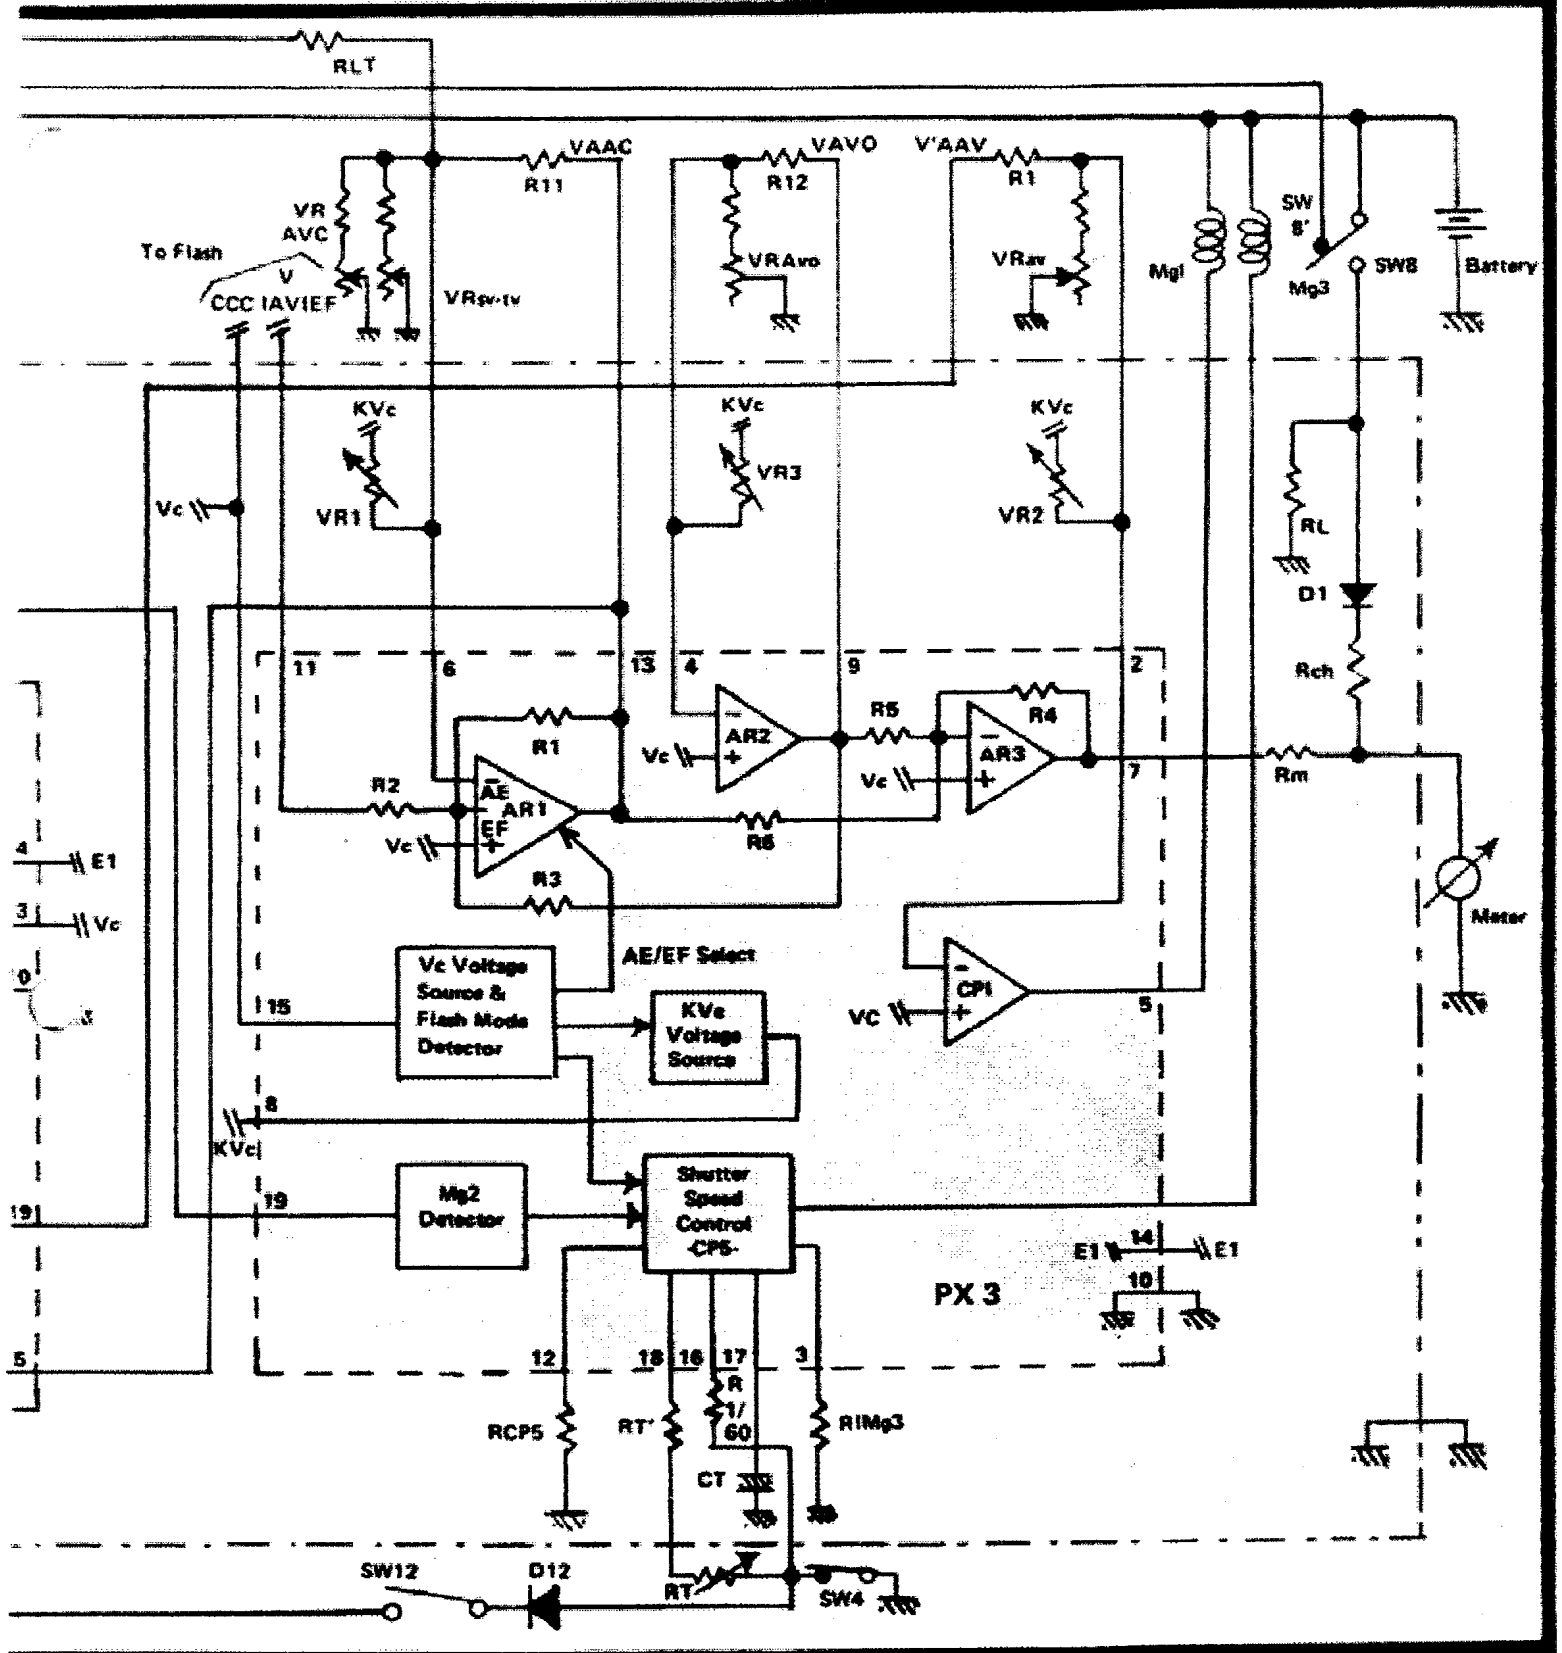 RLT
VAAC
VAVO
V'AAV
R11
R12
R1
VR
AVC
SW
8'
To Flash
VRAvo
VRav
Mg1
SW8
Battery
V
CCC IAVIEF
VRsv-tv
Mg3
KVc
KVc
KVc
VR3
Vc
VR1
VR2
RL
D1
11
6
13
4
9
2
Rch
R1
R5
R4
AR2
Vc
AR3
Vc
7
Rm
R2
AE
AR1
EF
Vc
R6
R3
4
E1
3
Vc
0
Meter
AE/EF Select
Vc Voltage
Source &
Flash Mode
Detector
15
KVc
Voltage
Source
CP1
VC
5
8
KVc
19
19
Mg2
Detector
Shutter
Speed
Control
-CP5-
14
E1
E1
10
PX 3
5
12
18
16
17
3
R
1/
60
RCP5
RT'
RIMg3
CT
SW12
D12
RT
SW4